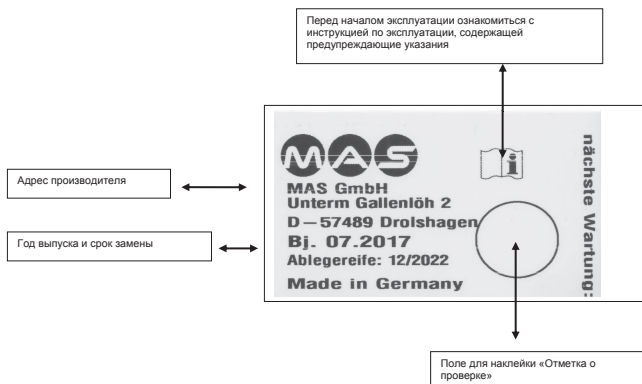 Перед началом эксплуатации ознакомиться с
инструкцией по эксплуатации, содержащей
предупреждающие указания
Адрес производителя
Год выпуска и срок замены
MAS
MAS GmbH
Unterm Gallenlöh 2
D – 57489 Drolshagen
Bj. 07.2017
Ablegereife: 12/2022
Made in Germany
i
nächste Wartung:
Поле для наклейки «Отметка о
проверке»